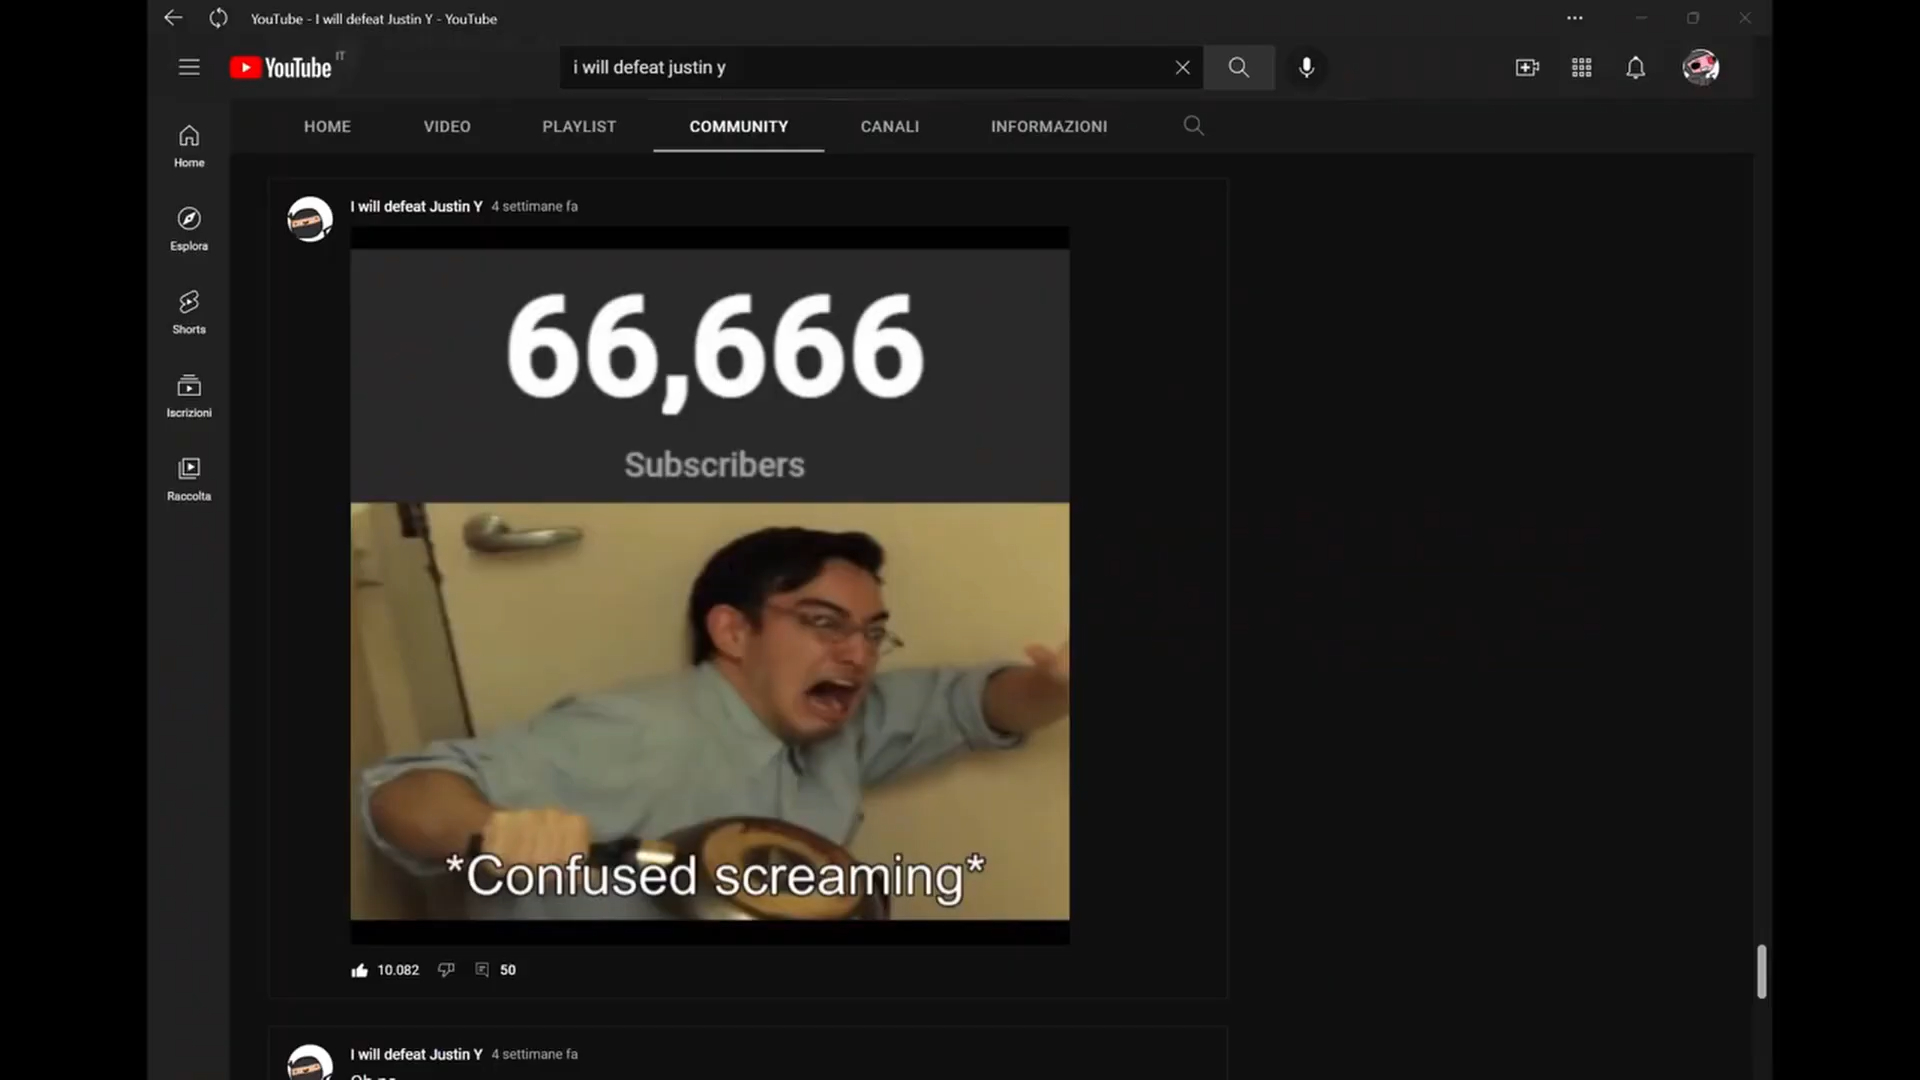 YouTube - I will defeat Justin Y - YouTube
YouTube IT
i will defeat justin y
HOME
VIDEO
PLAYLIST
COMMUNITY
CANALI
INFORMAZIONI
Home
Esplora
Shorts
Iscrizioni
Raccolta
I will defeat Justin Y 4 settimane fa
66,666
Subscribers
*Confused screaming*
10.082
50
I will defeat Justin Y 4 settimane fa